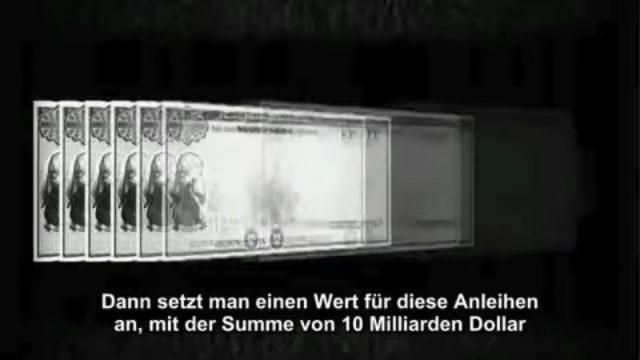 Dann setzt man einen Wert für diese Anleihen
an, mit der Summe von 10 Milliarden Dollar